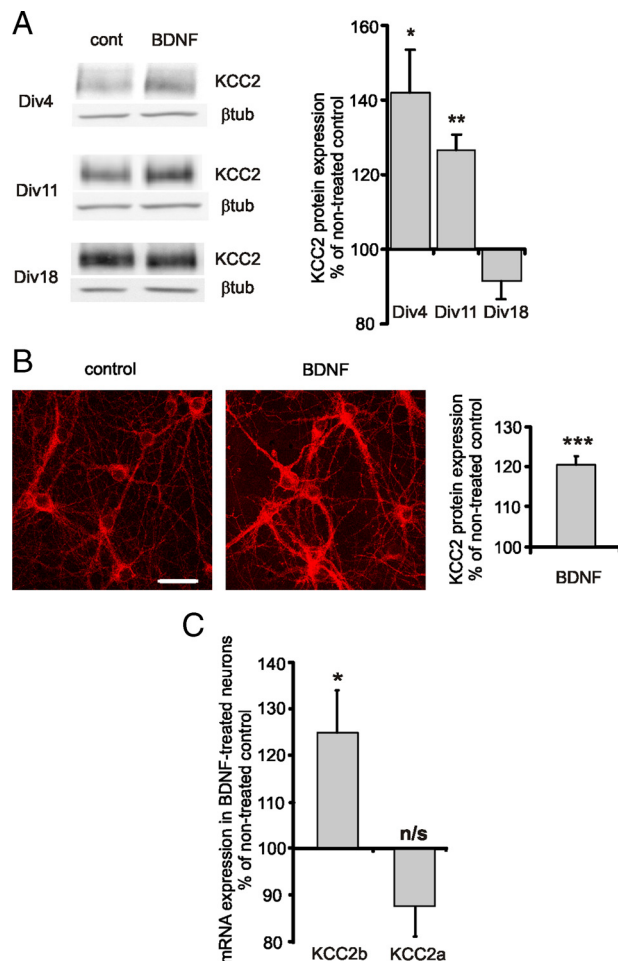 A
cont BDNF
Div4
KCC2
βtub
Div11
KCC2
βtub
Div18
KCC2
βtub
KCC2 protein expression
% of non-treated control
160
140
120
100
80
*
**
Div4 Div11 Div18
B
control BDNF
KCC2 protein expression
% of non-treated control
130
120
110
100
***
BDNF
C
mRNA expression in BDNF-treated neurons
% of non-treated control
140
130
120
110
100
90
80
*
n/s
KCC2b KCC2a